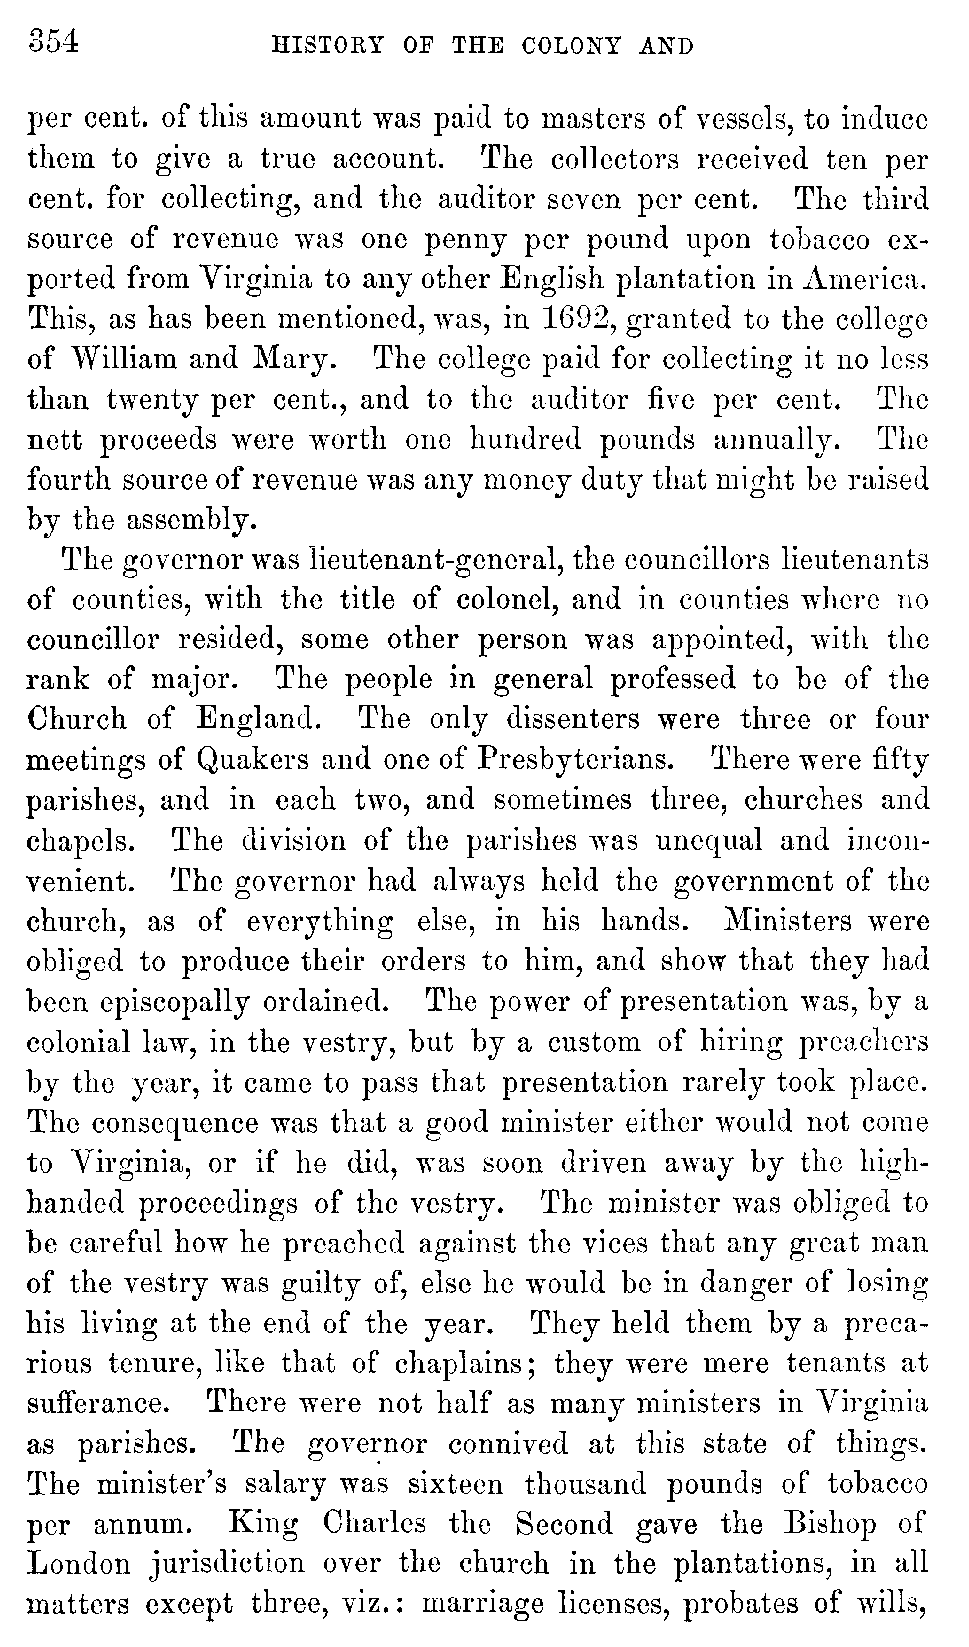 354 HISTORY OF THE COLONY AND
per cent. of this amount was paid to masters of vessels, to induce
them to give a true account. The collectors received ten per
cent. for collecting, and the auditor seven per cent. The third
source of revenue was one penny per pound upon tobacco ex-
ported from Virginia to any other English plantation in America.
This, as has been mentioned, was, in 1692, granted to the college
of William and Mary. The college paid for collecting it no less
than twenty per cent., and to the auditor five per cent. The
nett proceeds were worth one hundred pounds annually. The
fourth source of revenue was any money duty that might be raised
by the assembly.
The governor was lieutenant-general, the councillors lieutenants
of counties, with the title of colonel, and in counties where no
councillor resided, some other person was appointed, with the
rank of major. The people in general professed to be of the
Church of England. The only dissenters were three or four
meetings of Quakers and one of Presbyterians. There were fifty
parishes, and in each two, and sometimes three, churches and
chapels. The division of the parishes was unequal and incon-
venient. The governor had always held the government of the
church, as of everything else, in his hands. Ministers were
obliged to produce their orders to him, and show that they had
been episcopally ordained. The power of presentation was, by a
colonial law, in the vestry, but by a custom of hiring preachers
by the year, it came to pass that presentation rarely took place.
The consequence was that a good minister either would not come
to Virginia, or if he did, was soon driven away by the high-
handed proceedings of the vestry. The minister was obliged to
be careful how he preached against the vices that any great man
of the vestry was guilty of, else he would be in danger of losing
his living at the end of the year. They held them by a preca-
rious tenure, like that of chaplains; they were mere tenants at
sufferance. There were not half as many ministers in Virginia
as parishes. The governor connived at this state of things.
The minister's salary was sixteen thousand pounds of tobacco
per annum. King Charles the Second gave the Bishop of
London jurisdiction over the church in the plantations, in all
matters except three, viz.: marriage licenses, probates of wills,